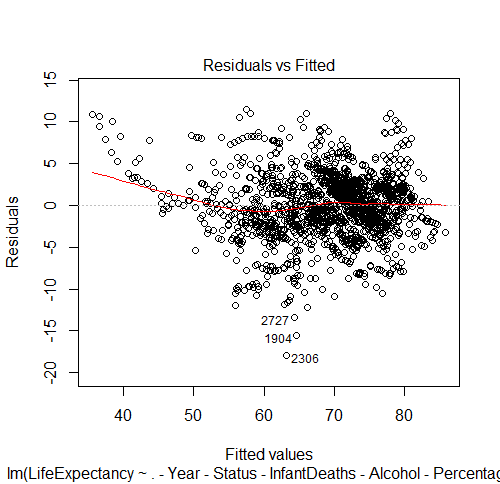 Residuals vs Fitted
15
10
5
0
-5
-10
-15
-20
Residuals
2727
1904
2306
40 50 60 70 80
Fitted values
lm(LifeExpectancy ~ . - Year - Status - InfantDeaths - Alcohol - Percentag